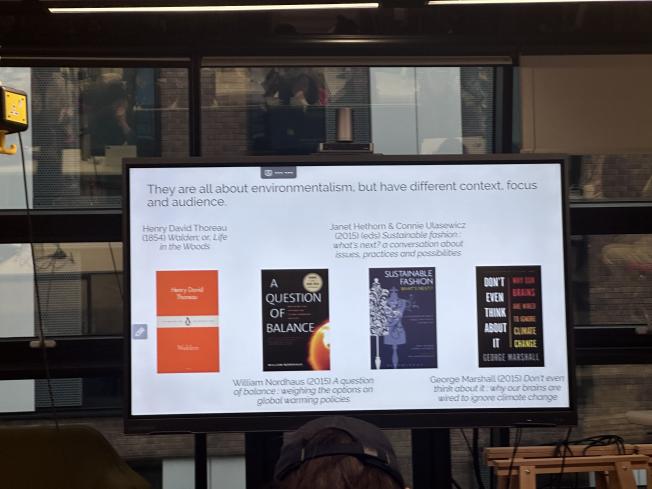 They are all about environmentalism, but have different context, focus
and audience.
Henry David Thoreau
(1854) Walden; or, Life
in the Woods
Janet Hethorn & Connie Ulasewicz
(2015) (eds) Sustainable fashion :
what's next? a conversation about
issues, practices and possibilities
Henry David
Thoreau
Walden
A
QUESTION
OF
BALANCE
WILLIAM NORDHAUS
SUSTAINABLE
FASHION
WHAT'S NEXT?
DON'T
EVEN
THINK
ABOUT
IT
WHY OUR
BRAINS
ARE WIRED
TO IGNORE
CLIMATE
CHANGE
GEORGE MARSHALL
William Nordhaus (2015) A question
of balance : weighing the options on
global warming policies
George Marshall (2015) Don't even
think about it : why our brains are
wired to ignore climate change